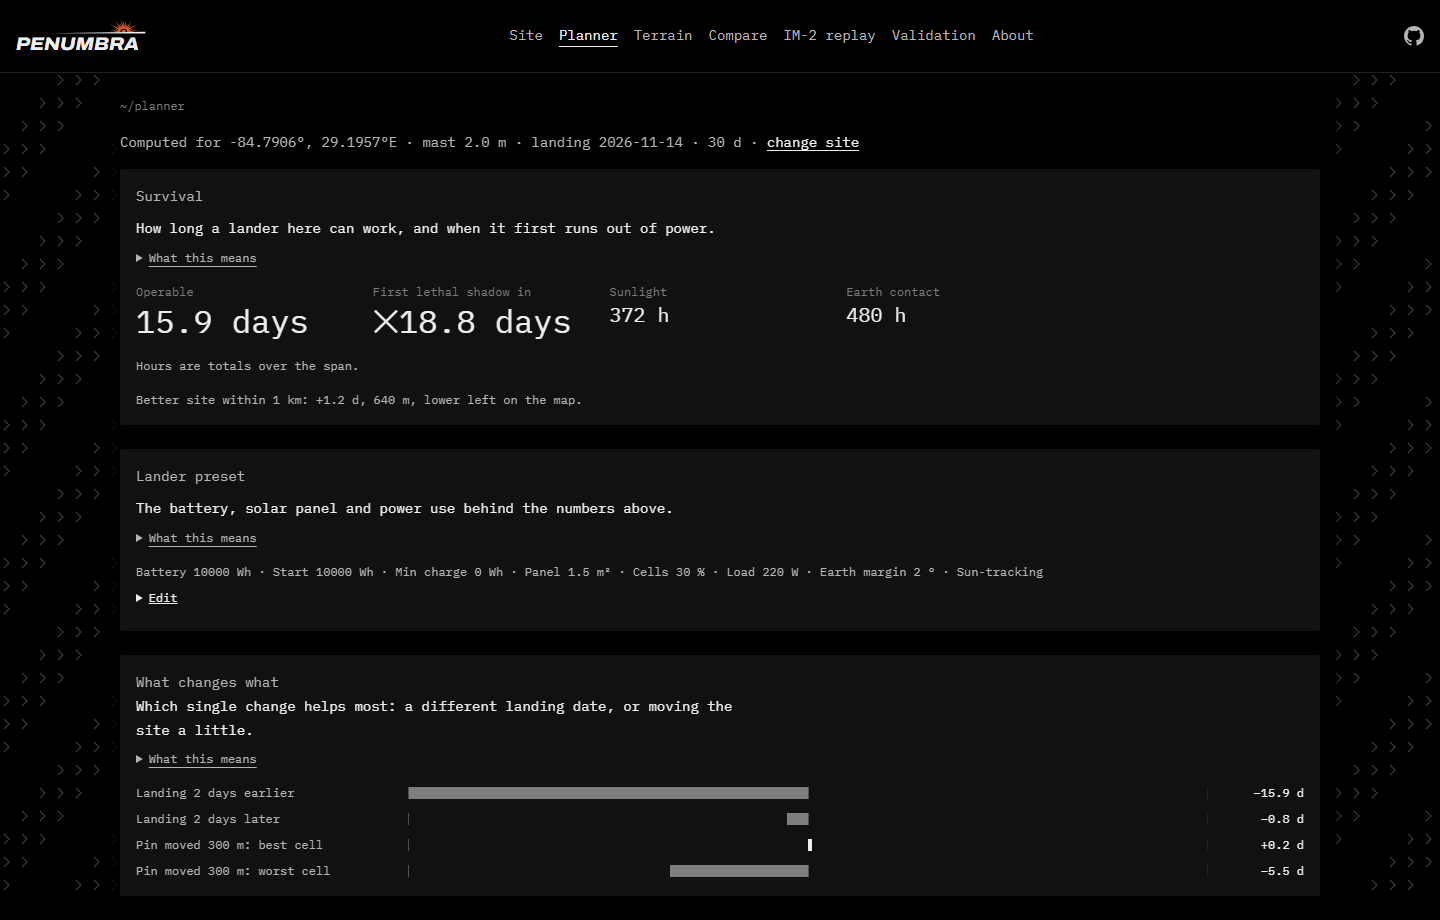 PENUMBRA
Site Planner Terrain Compare IM-2 replay Validation About
~/planner
Computed for -84.7906°, 29.1957°E · mast 2.0 m · landing 2026-11-14 · 30 d · change site
Survival
How long a lander here can work, and when it first runs out of power.
What this means
Operable First lethal shadow in Sunlight Earth contact
15.9 days 18.8 days 372 h 480 h
Hours are totals over the span.
Better site within 1 km: +1.2 d, 640 m, lower left on the map.
Lander preset
The battery, solar panel and power use behind the numbers above.
What this means
Battery 10000 Wh · Start 10000 Wh · Min charge 0 Wh · Panel 1.5 m² · Cells 30 % · Load 220 W · Earth margin 2 ° · Sun-tracking
Edit
What changes what
Which single change helps most: a different landing date, or moving the
site a little.
What this means
Landing 2 days earlier −15.9 d
Landing 2 days later −0.8 d
Pin moved 300 m: best cell +0.2 d
Pin moved 300 m: worst cell −5.5 d